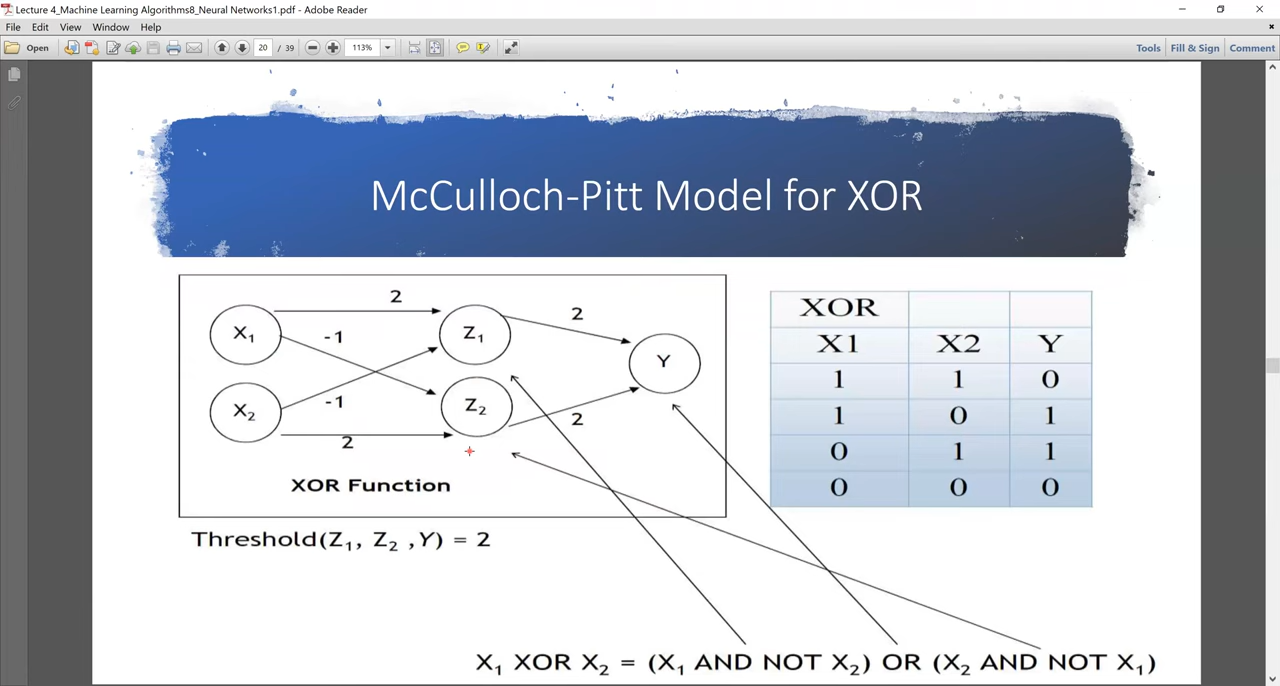 Lecture 4_Machine Learning Algorithms8_Neural Networks1.pdf - Adobe Reader
File Edit View Window Help
Open 20 / 39 113% Tools Fill & Sign Comment
McCulloch-Pitt Model for XOR
2
X1 Z1
-1
2
Y
X2 Z2
-1
2
2
XOR Function
Threshold(Z1, Z2 ,Y) = 2
XOR
X1 X2 Y
1 1 0
1 0 1
0 1 1
0 0 0
X1 XOR X2 = (X1 AND NOT X2) OR (X2 AND NOT X1)